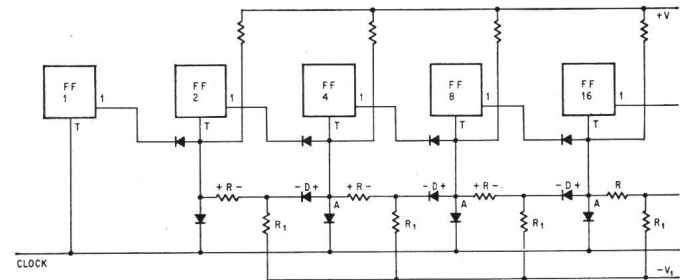 +V
FF
1
1
T
FF
2
1
T
FF
4
1
T
FF
8
1
T
FF
16
1
T
+ R -
- D +
+ R -
- D +
+ R -
- D +
R
A
A
A
R1
R1
R1
R1
CLOCK
-V1